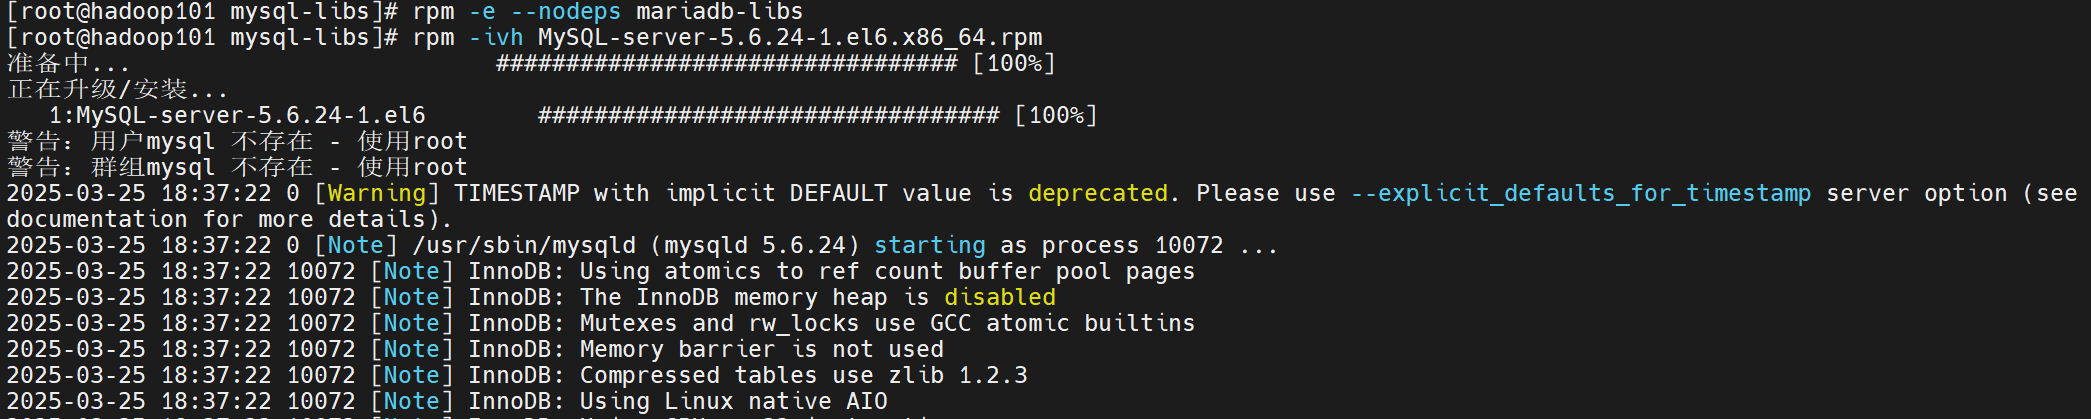 [root@hadoop101 mysql-libs]# rpm -e --nodeps mariadb-libs
[root@hadoop101 mysql-libs]# rpm -ivh MySQL-server-5.6.24-1.el6.x86_64.rpm
准备中...                          ################################# [100%]
正在升级/安装...
   1:MySQL-server-5.6.24-1.el6        ################################# [100%]
警告：用户mysql 不存在 - 使用root
警告：群组mysql 不存在 - 使用root
2025-03-25 18:37:22 0 [Warning] TIMESTAMP with implicit DEFAULT value is deprecated. Please use --explicit_defaults_for_timestamp server option (see
documentation for more details).
2025-03-25 18:37:22 0 [Note] /usr/sbin/mysqld (mysqld 5.6.24) starting as process 10072 ...
2025-03-25 18:37:22 10072 [Note] InnoDB: Using atomics to ref count buffer pool pages
2025-03-25 18:37:22 10072 [Note] InnoDB: The InnoDB memory heap is disabled
2025-03-25 18:37:22 10072 [Note] InnoDB: Mutexes and rw_locks use GCC atomic builtins
2025-03-25 18:37:22 10072 [Note] InnoDB: Memory barrier is not used
2025-03-25 18:37:22 10072 [Note] InnoDB: Compressed tables use zlib 1.2.3
2025-03-25 18:37:22 10072 [Note] InnoDB: Using Linux native AIO